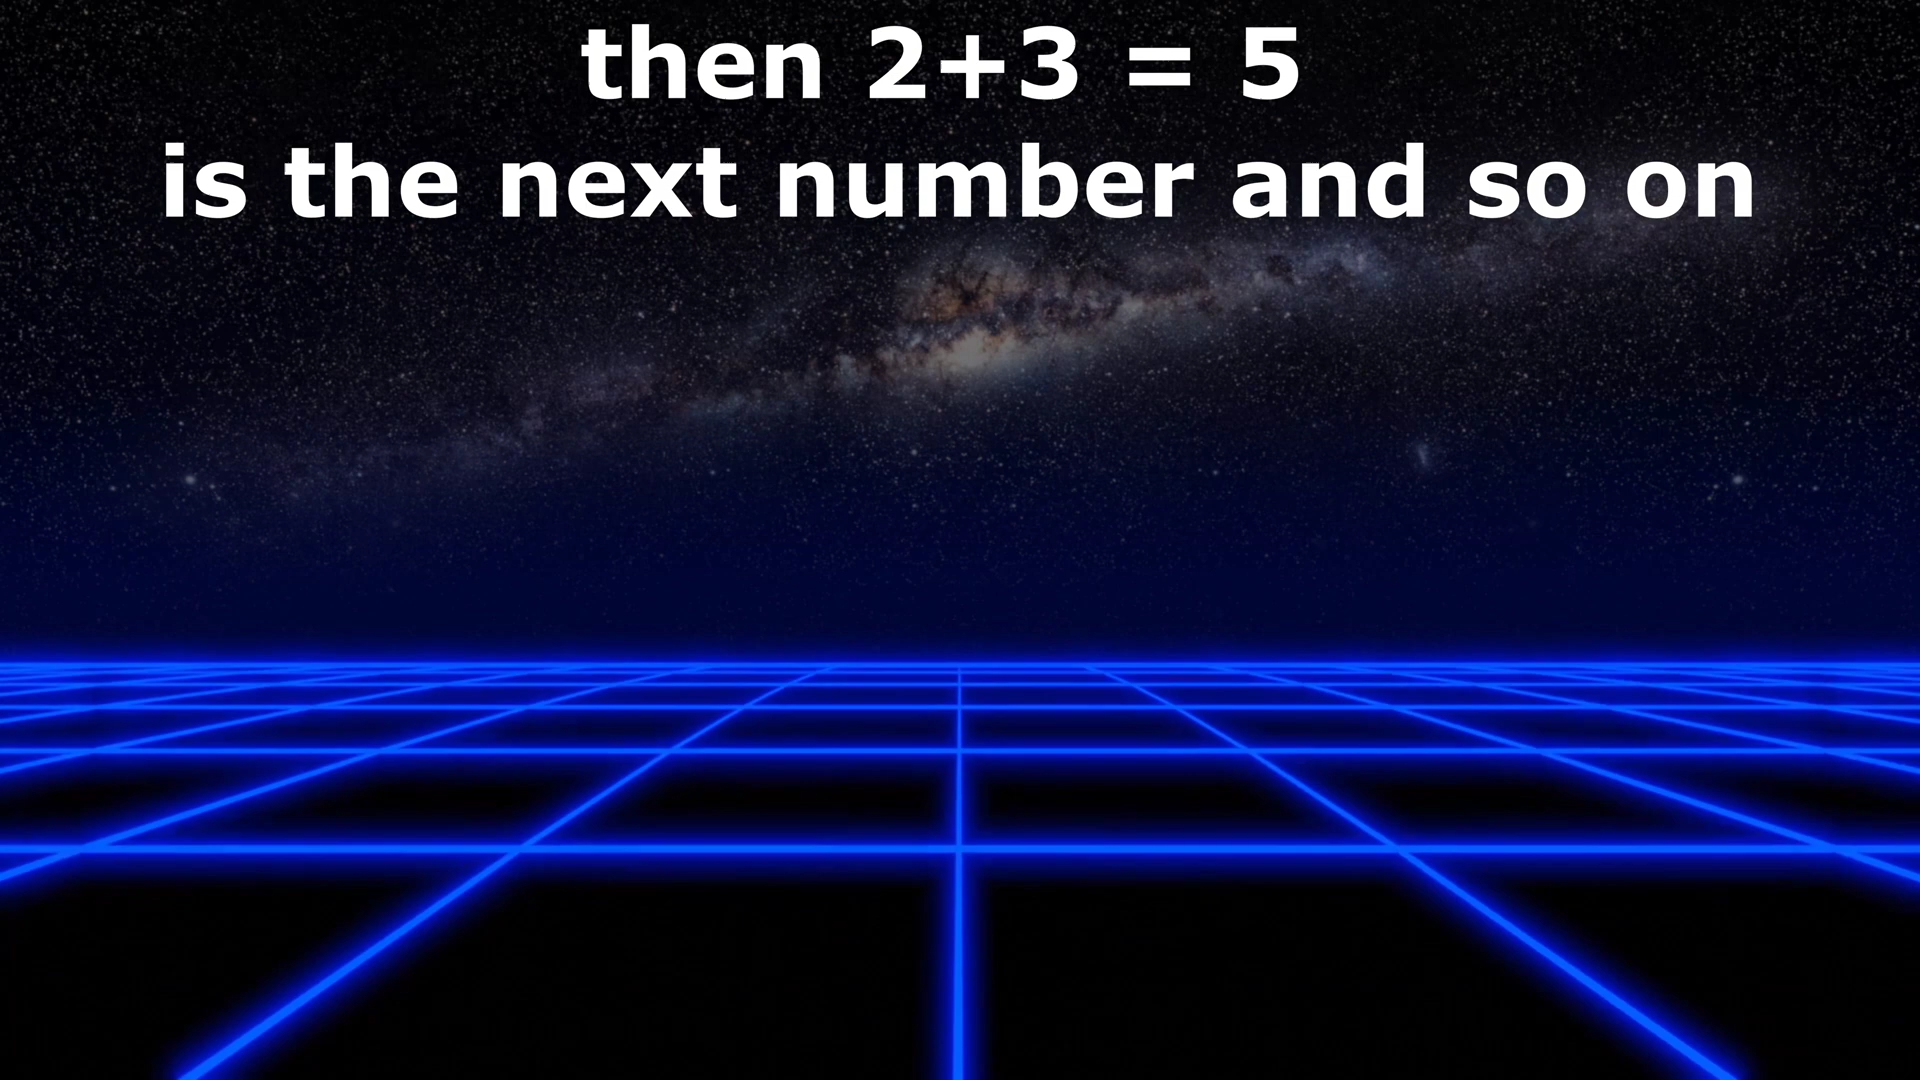 then 2+3 = 5
is the next number and so on